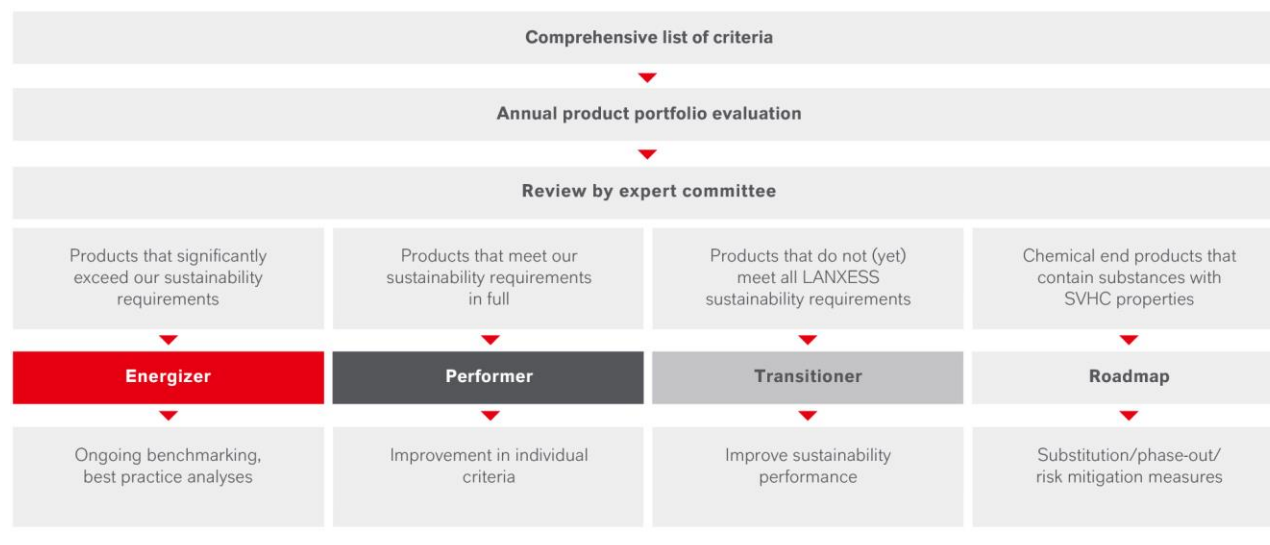 Comprehensive list of criteria
Annual product portfolio evaluation
Review by expert committee
Products that significantly
exceed our sustainability
requirements
Products that meet our
sustainability requirements
in full
Products that do not (yet)
meet all LANXESS
sustainability requirements
Chemical end products that
contain substances with
SVHC properties
Energizer
Performer
Transitioner
Roadmap
Ongoing benchmarking,
best practice analyses
Improvement in individual
criteria
Improve sustainability
performance
Substitution/phase-out/
risk mitigation measures